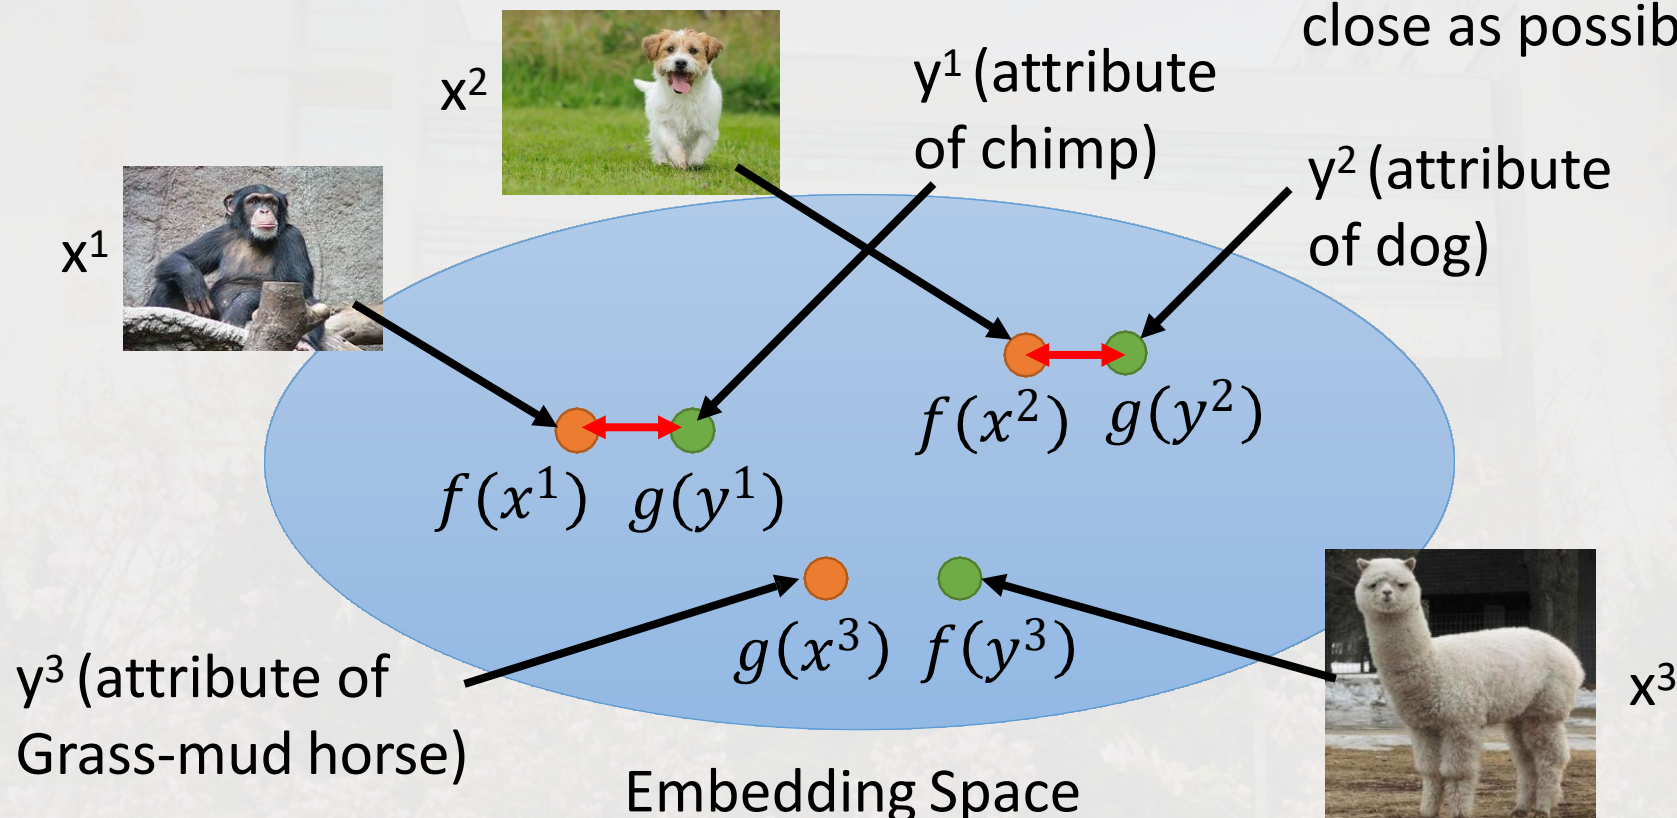 close as possib
x²
y¹ (attribute
of chimp)
y² (attribute
of dog)
x¹
f(x²) g(y²)
f(x¹) g(y¹)
g(x³) f(y³)
y³ (attribute of
Grass-mud horse)
x³
Embedding Space